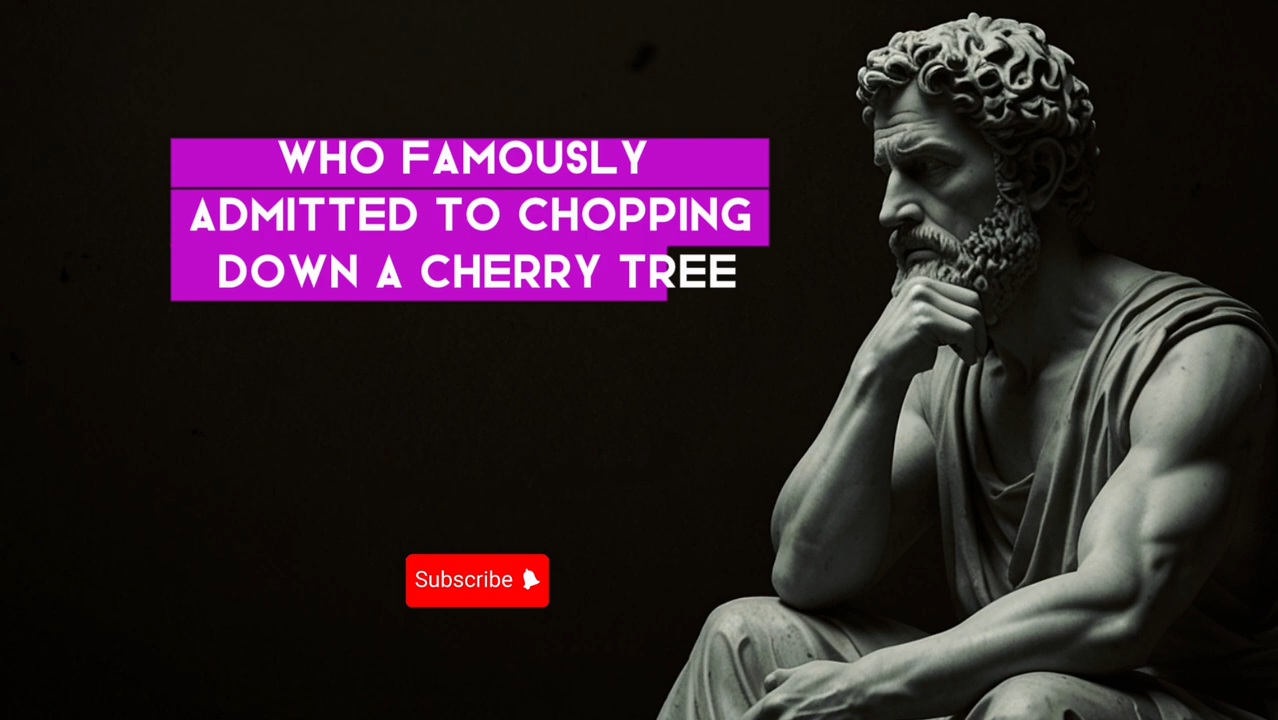 WHO FAMOUSLY
ADMITTED TO CHOPPING
DOWN A CHERRY TREE
Subscribe